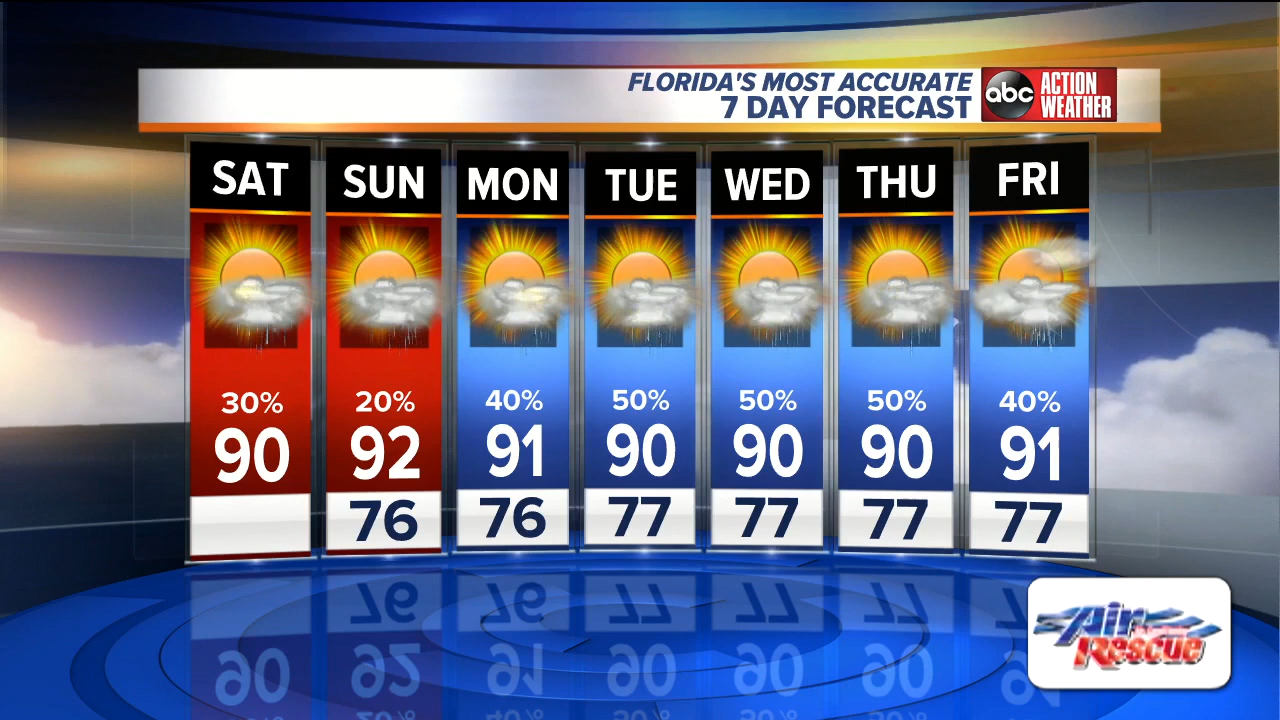 FLORIDA'S MOST ACCURATE
7 DAY FORECAST
abc ACTION WEATHER
SAT SUN MON TUE WED THU FRI
30% 20% 40% 50% 50% 50% 40%
90 92 91 90 90 90 91
76 76 77 77 77 77
Air
Rescue